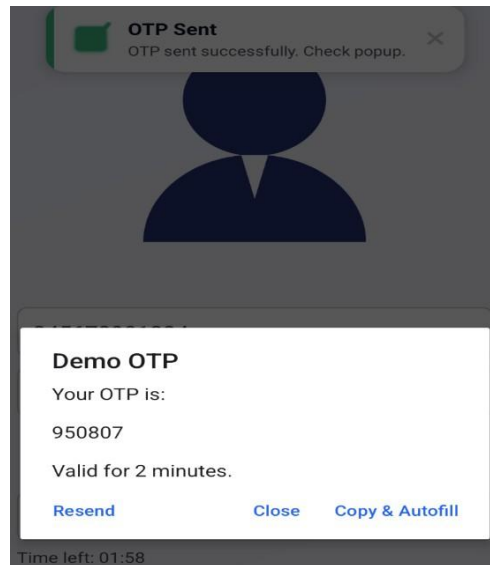 OTP Sent
OTP sent successfully. Check popup.
Demo OTP
Your OTP is:
950807
Valid for 2 minutes.
Resend Close Copy & Autofill
Time left: 01:58